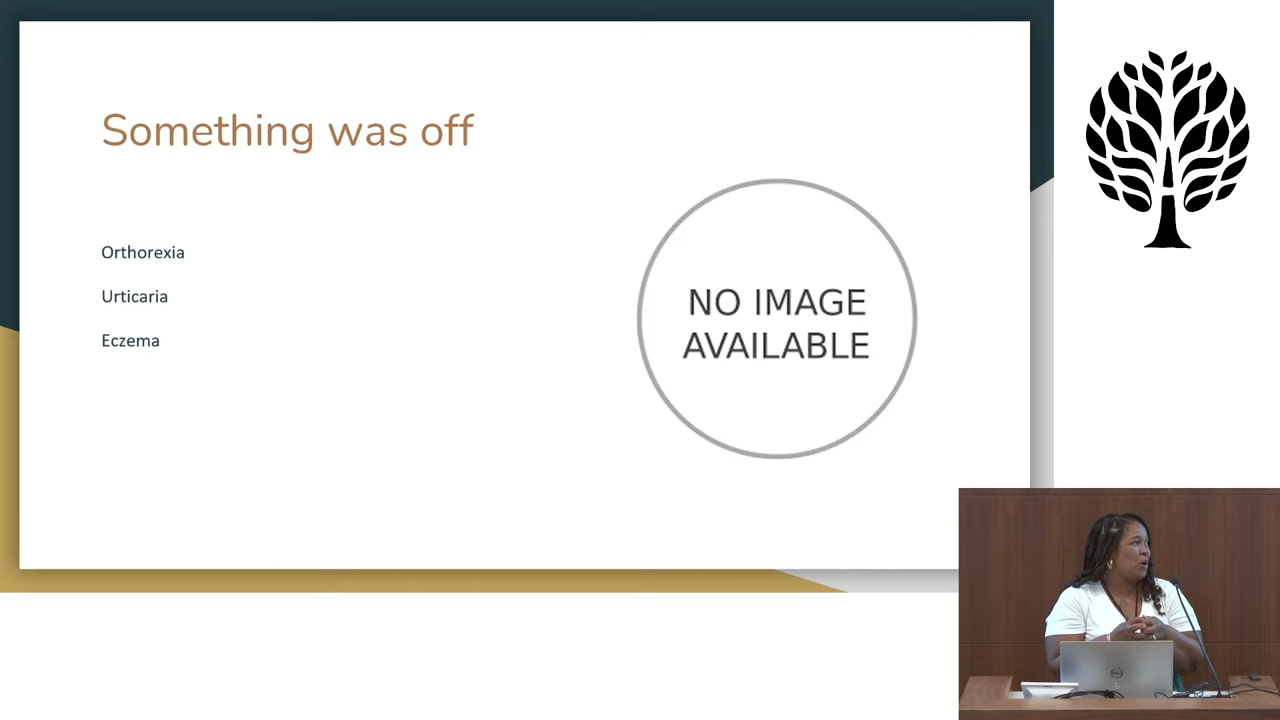 Something was off
Orthorexia
Urticaria
Eczema
NO IMAGE
AVAILABLE